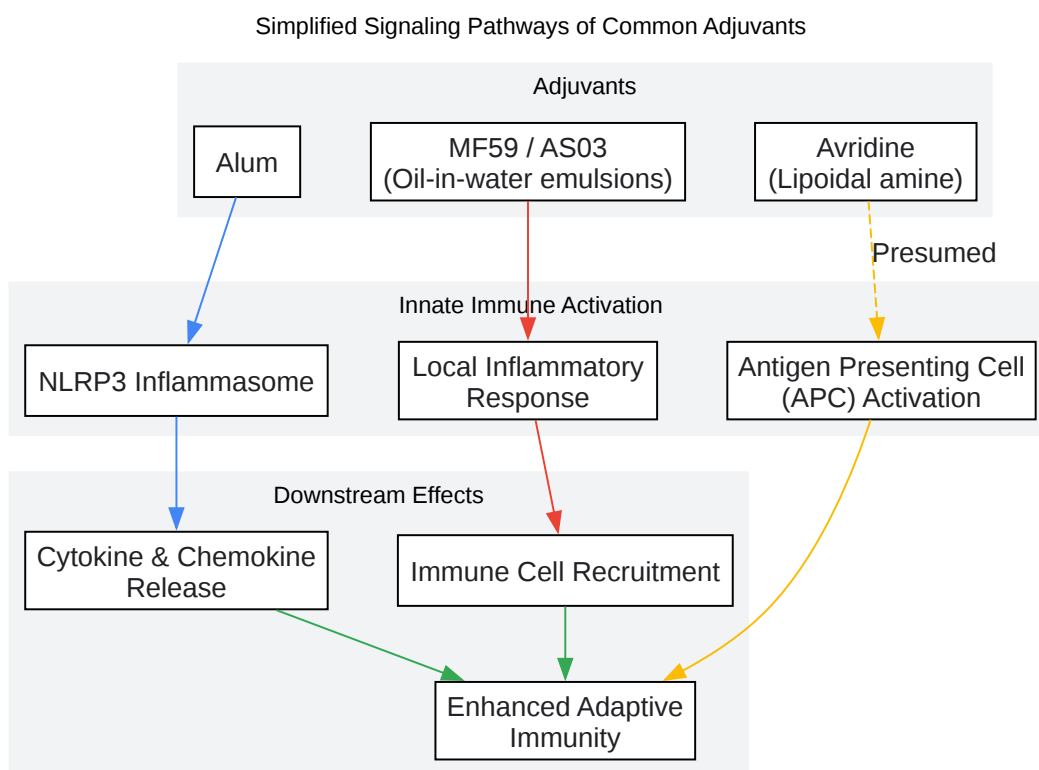 Simplified Signaling Pathways of Common Adjuvants
Adjuvants
Alum
MF59 / AS03
(Oil-in-water emulsions)
Avridine
(Lipoidal amine)
Presumed
Innate Immune Activation
NLRP3 Inflammasome
Local Inflammatory
Response
Antigen Presenting Cell
(APC) Activation
Downstream Effects
Cytokine & Chemokine
Release
Immune Cell Recruitment
Enhanced Adaptive
Immunity